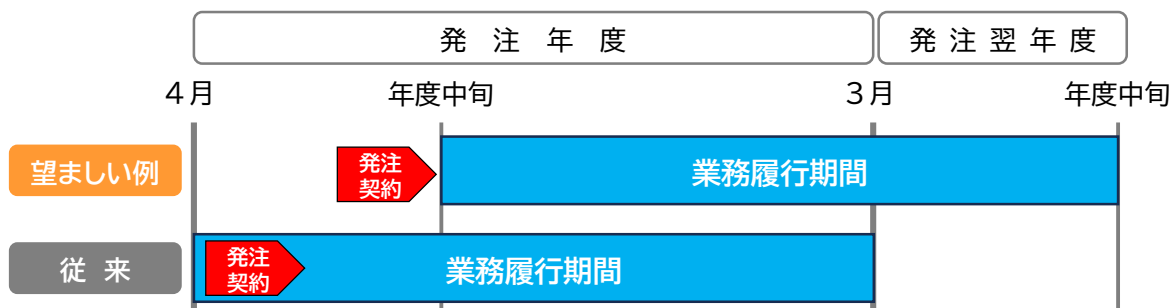 発注年度
発注翌年度
４月
年度中旬
３月
年度中旬
望ましい例
発注
契約
業務履行期間
従来
発注
契約
業務履行期間